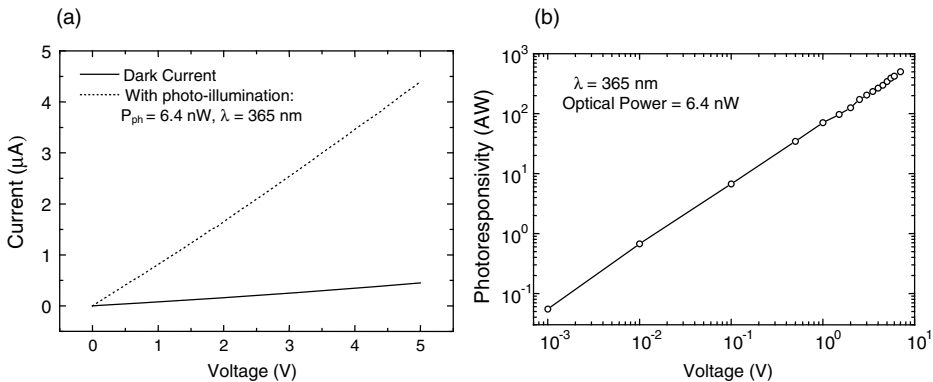 (a)
5
4
3
2
1
0
Current (μA)
Dark Current
With photo-illumination:
Pph = 6.4 nW, λ = 365 nm
0 1 2 3 4 5
Voltage (V)
(b)
10³
10²
10¹
10⁰
10⁻¹
Photoresponsivity (AW)
λ = 365 nm
Optical Power = 6.4 nW
10⁻³ 10⁻² 10⁻¹ 10⁰ 10¹
Voltage (V)